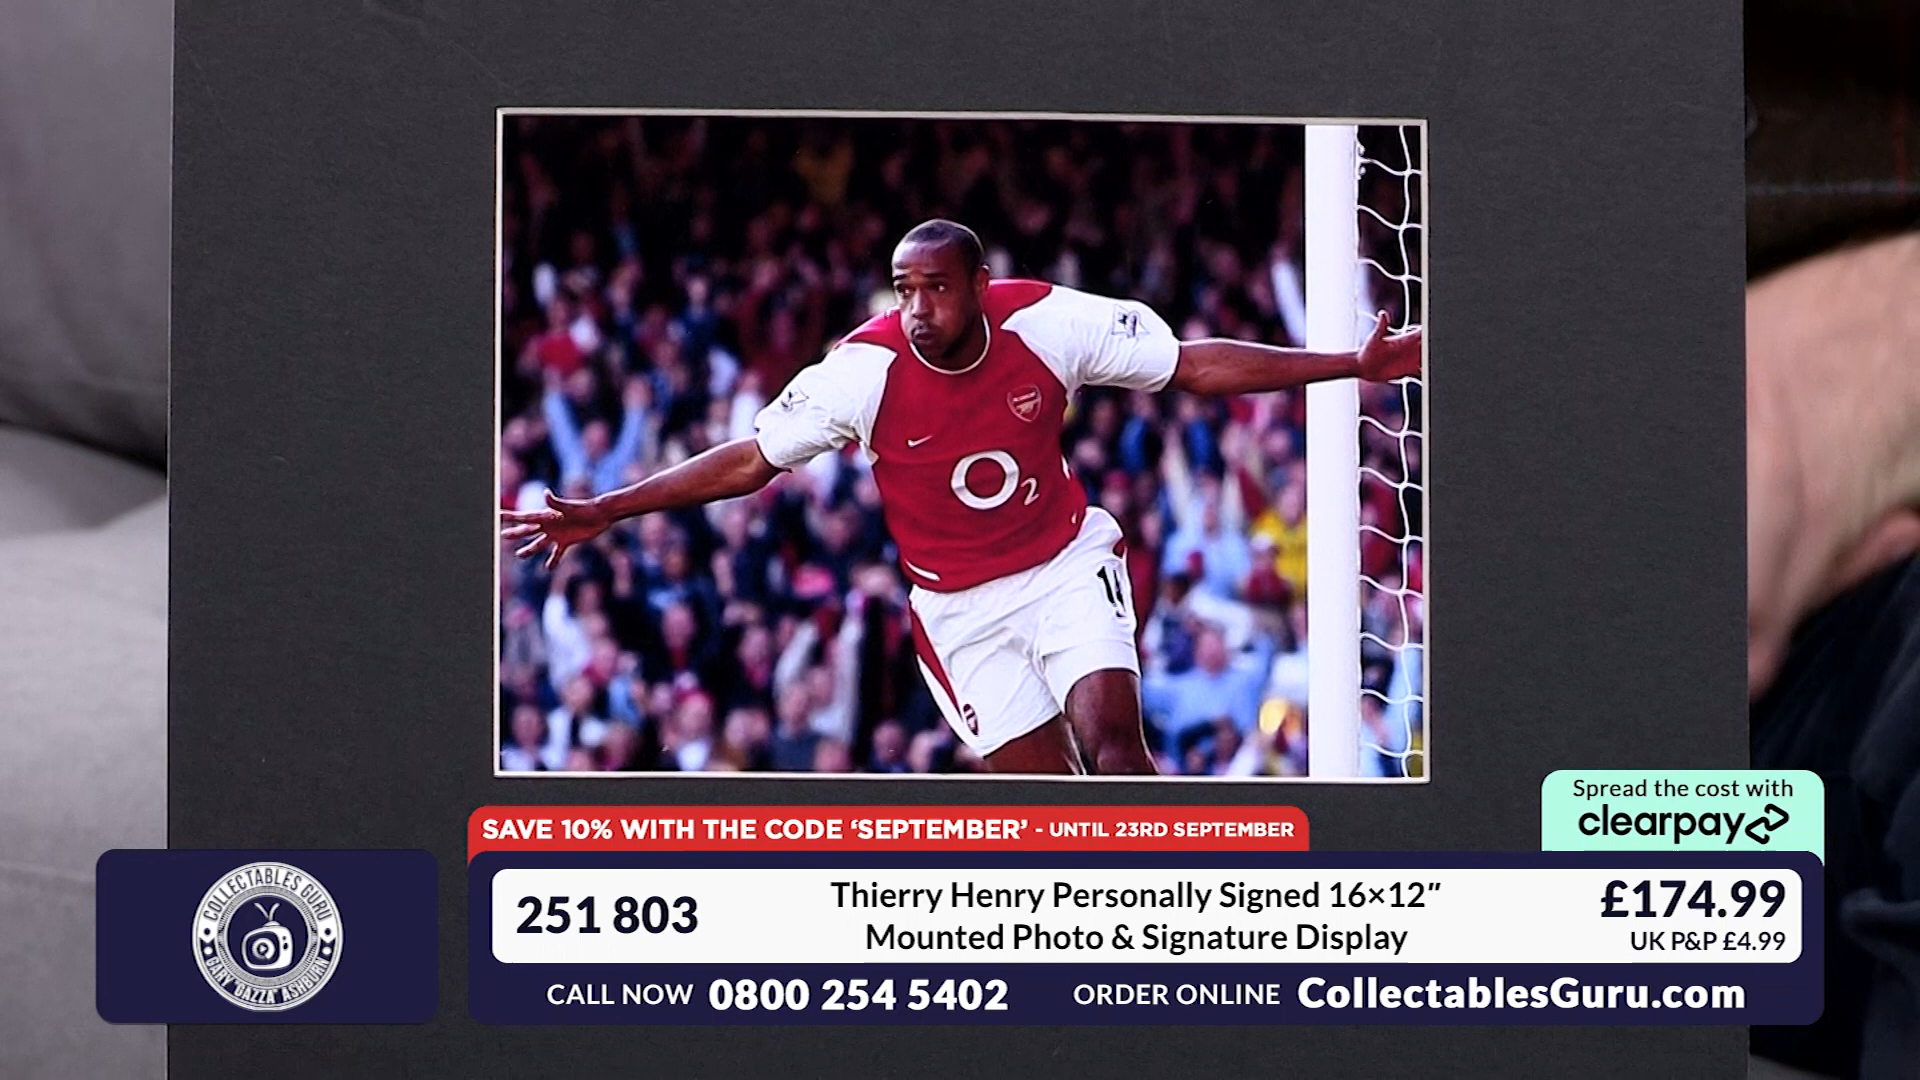 O2
14
SAVE 10% WITH THE CODE ‘SEPTEMBER’ - UNTIL 23RD SEPTEMBER
Spread the cost with
clearpay
COLLECTABLES GURU
GARY "GAZZA" ASHBURN
251 803
Thierry Henry Personally Signed 16×12”
Mounted Photo & Signature Display
£174.99
UK P&P £4.99
CALL NOW 0800 254 5402
ORDER ONLINE CollectablesGuru.com